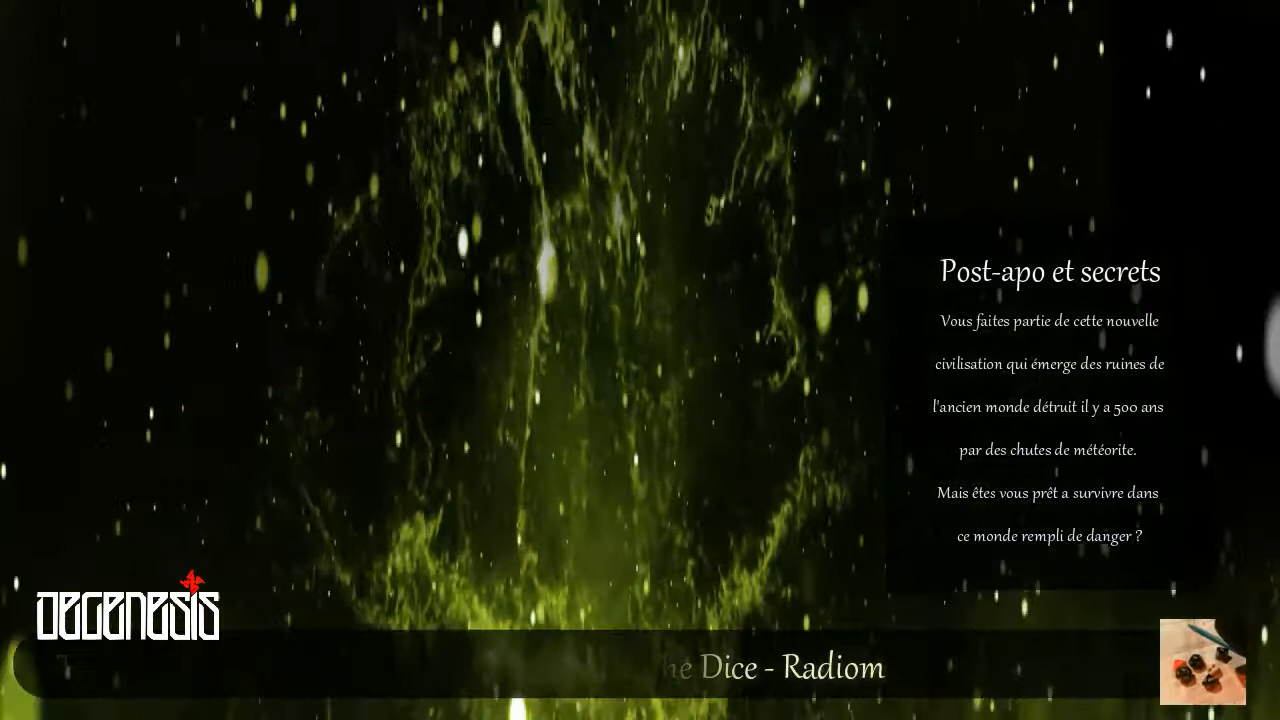 Post-apo et secrets
Vous faites partie de cette nouvelle
civilisation qui émerge des ruines de
l'ancien monde détruit il y a 500 ans
par des chutes de météorite.
Mais êtes vous prêt a survivre dans
ce monde rempli de danger ?
DEGENESIS
he Dice - Radiom